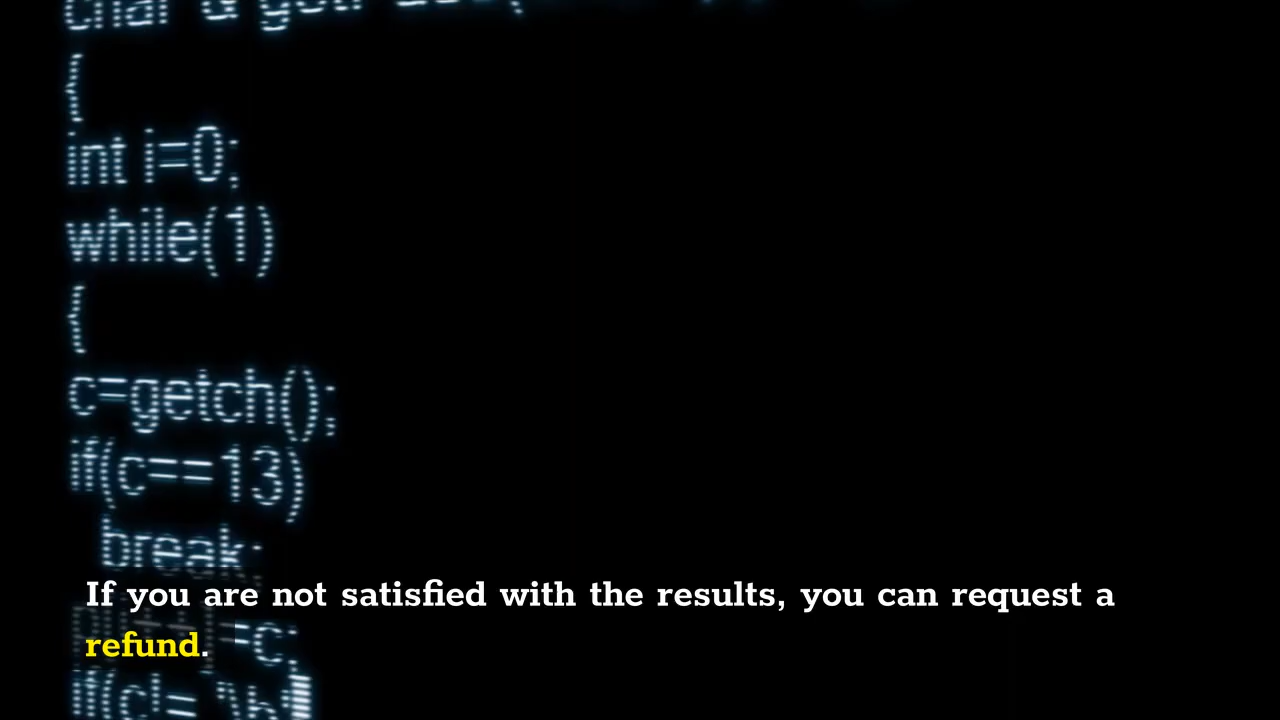 {
int i=0;
while(1)
{
c=getch();
if(c==13)
break;
If you are not satisfied with the results, you can request a
refund.
=c;